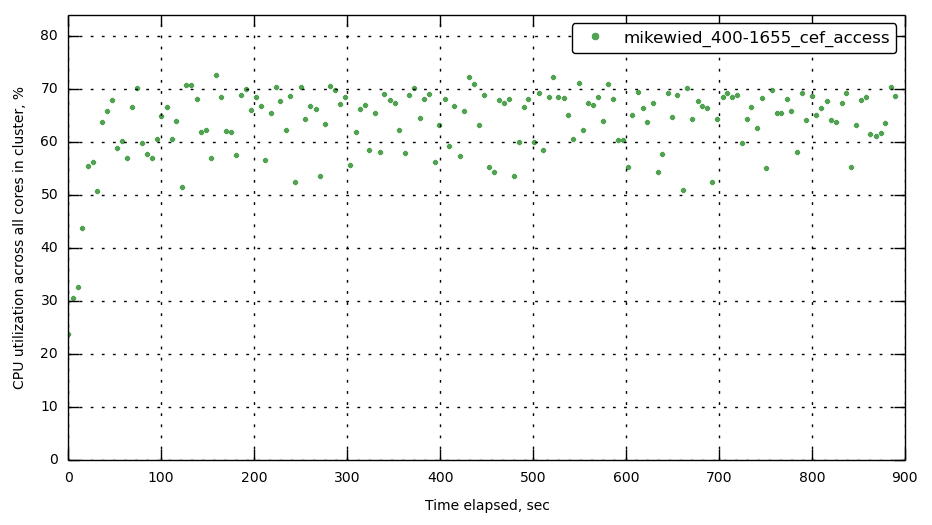 mikewied_400-1655_cef_access
CPU utilization across all cores in cluster, %
80
70
60
50
40
30
20
10
0
0 100 200 300 400 500 600 700 800 900
Time elapsed, sec